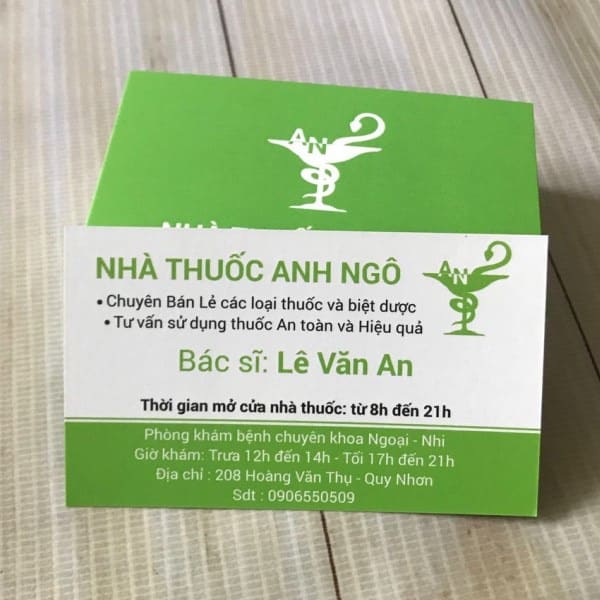 AN
NHÀ THUỐC
NHÀ THUỐC ANH NGÔ
AN
• Chuyên Bán Lẻ các loại thuốc và biệt dược
• Tư vấn sử dụng thuốc An toàn và Hiệu quả
Bác sĩ: Lê Văn An
Thời gian mở cửa nhà thuốc: từ 8h đến 21h
Phòng khám bệnh chuyên khoa Ngoại - Nhi
Giờ khám: Trưa 12h đến 14h - Tối 17h đến 21h
Địa chỉ : 208 Hoàng Văn Thụ - Quy Nhơn
Sdt : 0906550509